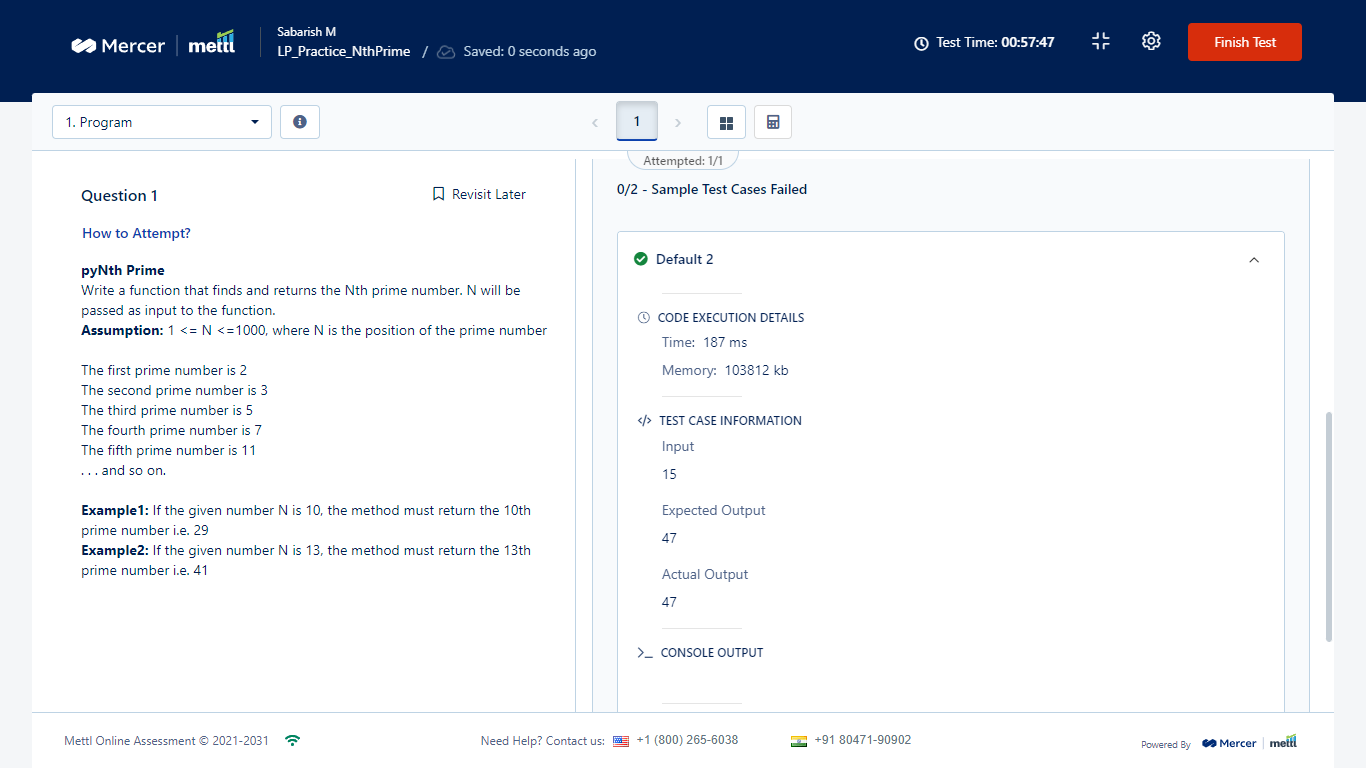 Mercer | mettl
Sabarish M
LP_Practice_NthPrime / Saved: 0 seconds ago
Test Time: 00:57:47
Finish Test
1. Program
1
Attempted: 1/1
Question 1
Revisit Later
How to Attempt?
pyNth Prime
Write a function that finds and returns the Nth prime number. N will be
passed as input to the function.
Assumption: 1 <= N <=1000, where N is the position of the prime number
The first prime number is 2
The second prime number is 3
The third prime number is 5
The fourth prime number is 7
The fifth prime number is 11
. . . and so on.
Example1: If the given number N is 10, the method must return the 10th
prime number i.e. 29
Example2: If the given number N is 13, the method must return the 13th
prime number i.e. 41
0/2 - Sample Test Cases Failed
Default 2
CODE EXECUTION DETAILS
Time: 187 ms
Memory: 103812 kb
</> TEST CASE INFORMATION
Input
15
Expected Output
47
Actual Output
47
>_ CONSOLE OUTPUT
Mettl Online Assessment © 2021-2031
Need Help? Contact us: +1 (800) 265-6038
+91 80471-90902
Powered By Mercer | mettl